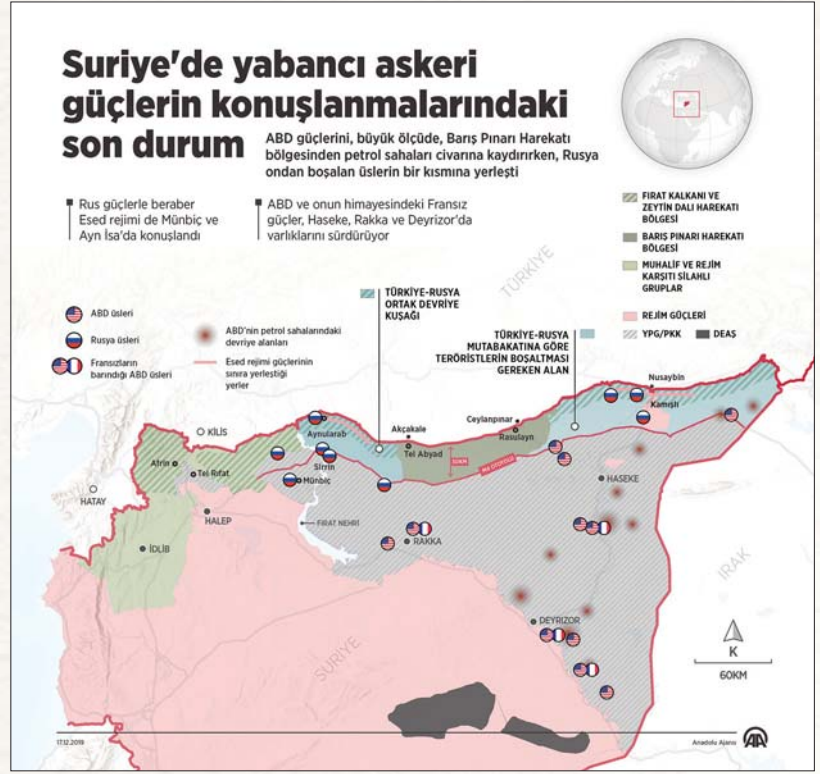 Suriye'de yabancı askeri
güçlerin konuşlanmalarındaki
son durum
ABD güçlerini, büyük ölçüde, Barış Pınarı Harekatı
bölgesinden petrol sahaları civarına kaydırırken, Rusya
ondan boşalan üslerin bir kısmına yerleşti
Rus güçlerle beraber
Esed rejimi de Münbiç ve
Ayn İsa'da konuşlandı
ABD ve onun himayesindeki Fransız
güçler, Haseke, Rakka ve Deyrizor'da
varlıklarını sürdürüyor
FIRAT KALKANI VE
ZEYTİN DALI HAREKATI
BÖLGESİ
BARIŞ PINARI HAREKATI
BÖLGESİ
MUHALİF VE REJİM
KARŞITI SİLAHLI
GRUPLAR
REJİM GÜÇLERİ
YPG/PKK
DEAŞ
ABD üsleri
Rusya üsleri
Fransızların
barındığı ABD üsleri
ABD'nin petrol sahalarındaki
devriye alanları
Esed rejimi güçlerinin
sınıra yerleştiği
yerler
TÜRKİYE-RUSYA
ORTAK DEVRİYE
KUŞAĞI
TÜRKİYE-RUSYA
MUTABAKATINA GÖRE
TERÖRİSTLERİN BOŞALTMASI
GEREKEN ALAN
TÜRKİYE
Nusaybin
Kamışlı
Ceylanpınar
Rasulayn
Akçakale
Tel Abyad
Aynularab
KİLİS
Afrin
Tel Rıfat
Sirrin
Münbiç
M4 OTOYOLU
HATAY
HALEP
HASEKE
FIRAT NEHRİ
RAKKA
İDLİB
IRAK
DEYRİZOR
SURİYE
K
60KM
17.12.2019
Anadolu Ajansı
AA